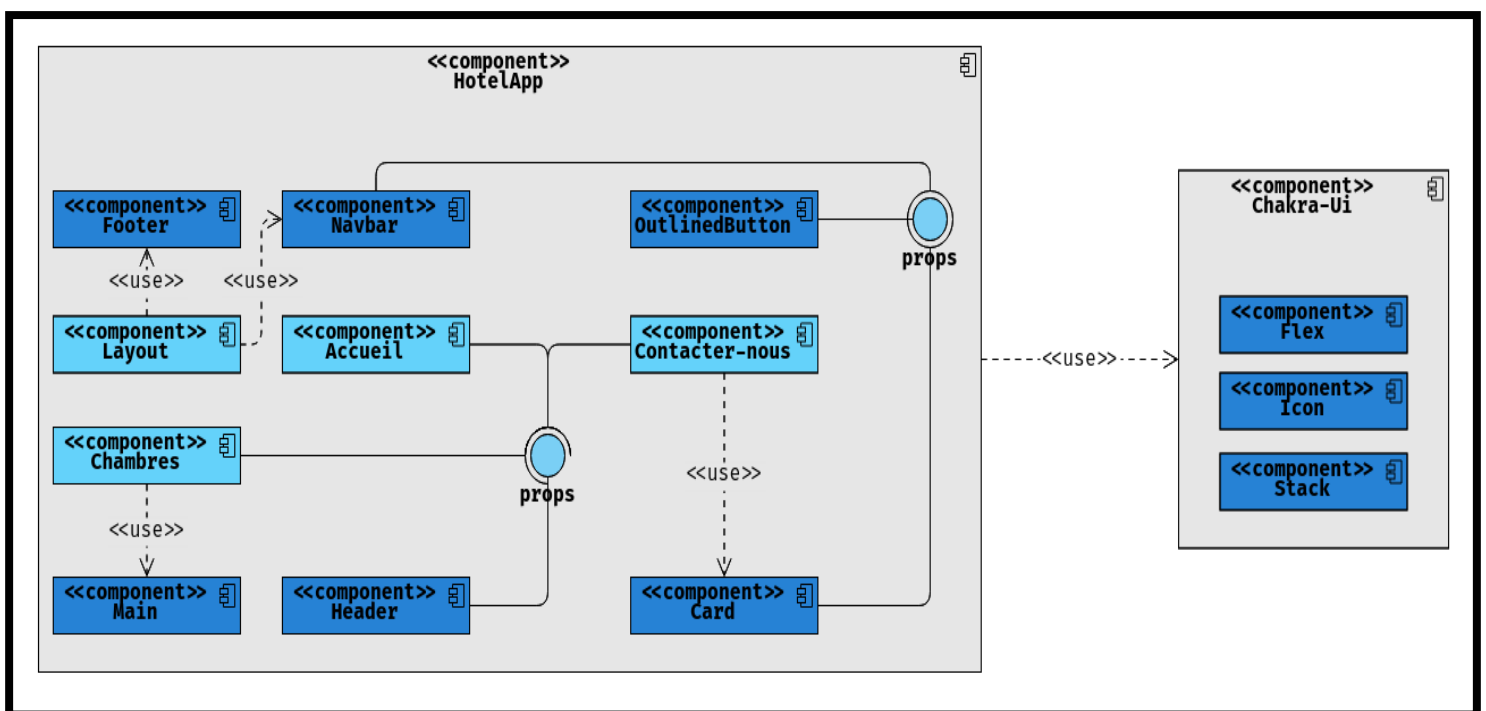 <<component>>
HotelApp
<<component>>
Footer
<<component>>
Navbar
<<component>>
OutlinedButton
props
<<use>>
<<use>>
<<component>>
Layout
<<component>>
Accueil
<<component>>
Contacter-nous
<<component>>
Chambres
props
<<use>>
<<use>>
<<component>>
Main
<<component>>
Header
<<component>>
Card
<<use>>
<<component>>
Chakra-Ui
<<component>>
Flex
<<component>>
Icon
<<component>>
Stack